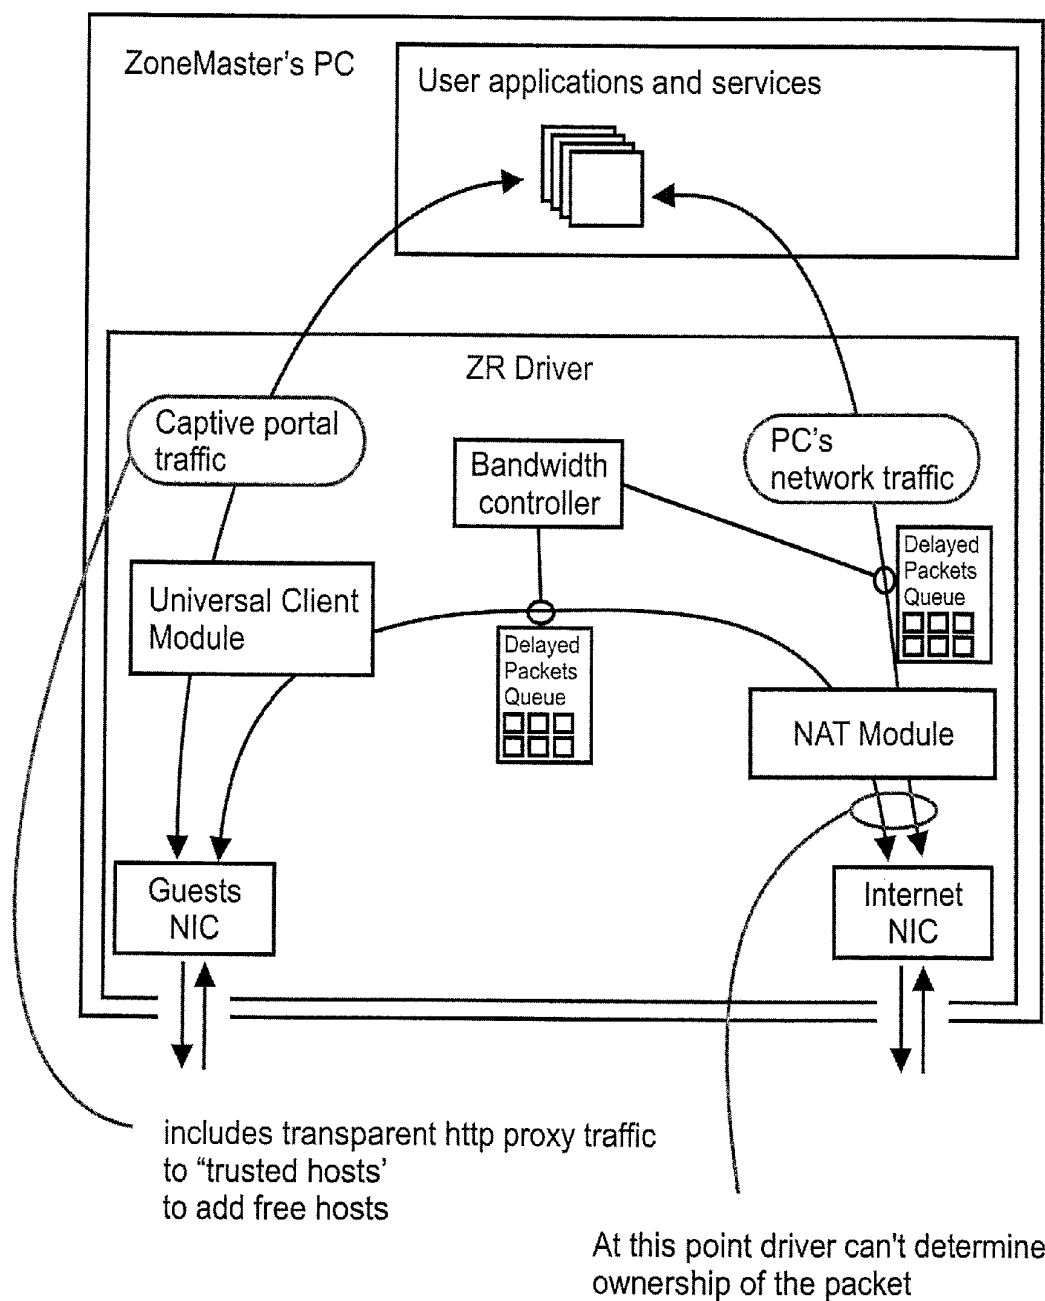 ZoneMaster's PC
User applications and services
ZR Driver
Captive portal
traffic
Bandwidth
controller
PC's
network traffic
Delayed
Packets
Queue
Universal Client
Module
Delayed
Packets
Queue
NAT Module
Guests
NIC
Internet
NIC
includes transparent http proxy traffic
to “trusted hosts’
to add free hosts
At this point driver can't determine
ownership of the packet